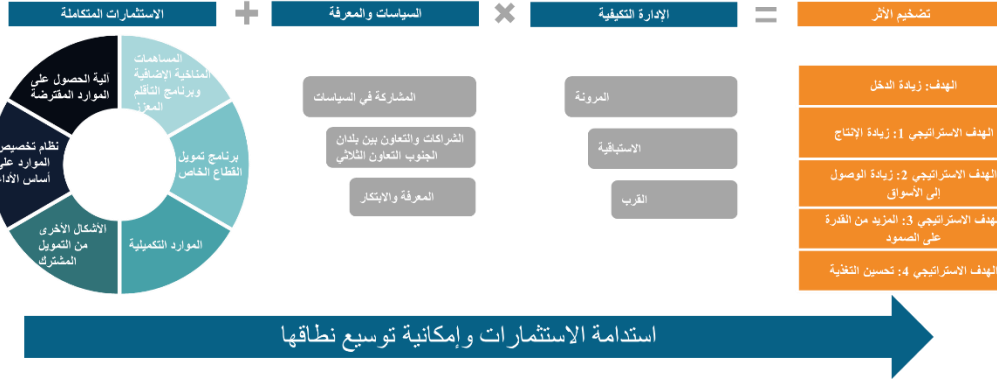 الاستثمارات المتكاملة
+
السياسات والمعرفة
×
الإدارة التكيفية
=
تضخيم الأثر
المساهمات
المناخية الإضافية
وبرنامج التأقلم
المعزز
برنامج تمويل
القطاع الخاص
الموارد التكميلية
الأشكال الأخرى
من التمويل
المشترك
نظام تخصيص
الموارد على
أساس الأداء
آلية الحصول على
الموارد المقترضة
المشاركة في السياسات
الشراكات والتعاون بين بلدان
الجنوب التعاون الثلاثي
المعرفة والابتكار
المرونة
الاستباقية
القرب
الهدف: زيادة الدخل
الهدف الاستراتيجي 1: زيادة الإنتاج
الهدف الاستراتيجي 2: زيادة الوصول
إلى الأسواق
الهدف الاستراتيجي 3: المزيد من القدرة
على الصمود
الهدف الاستراتيجي 4: تحسين التغذية
استدامة الاستثمارات وإمكانية توسيع نطاقها